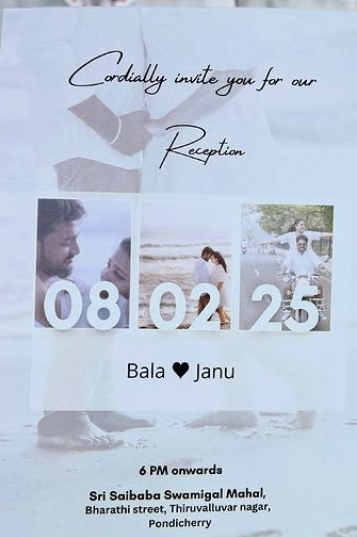 Cordially invite you for our
Reception
08 02 25
Bala ♥ Janu
6 PM onwards
Sri Saibaba Swamigal Mahal,
Bharathi street, Thiruvalluvar nagar,
Pondicherry